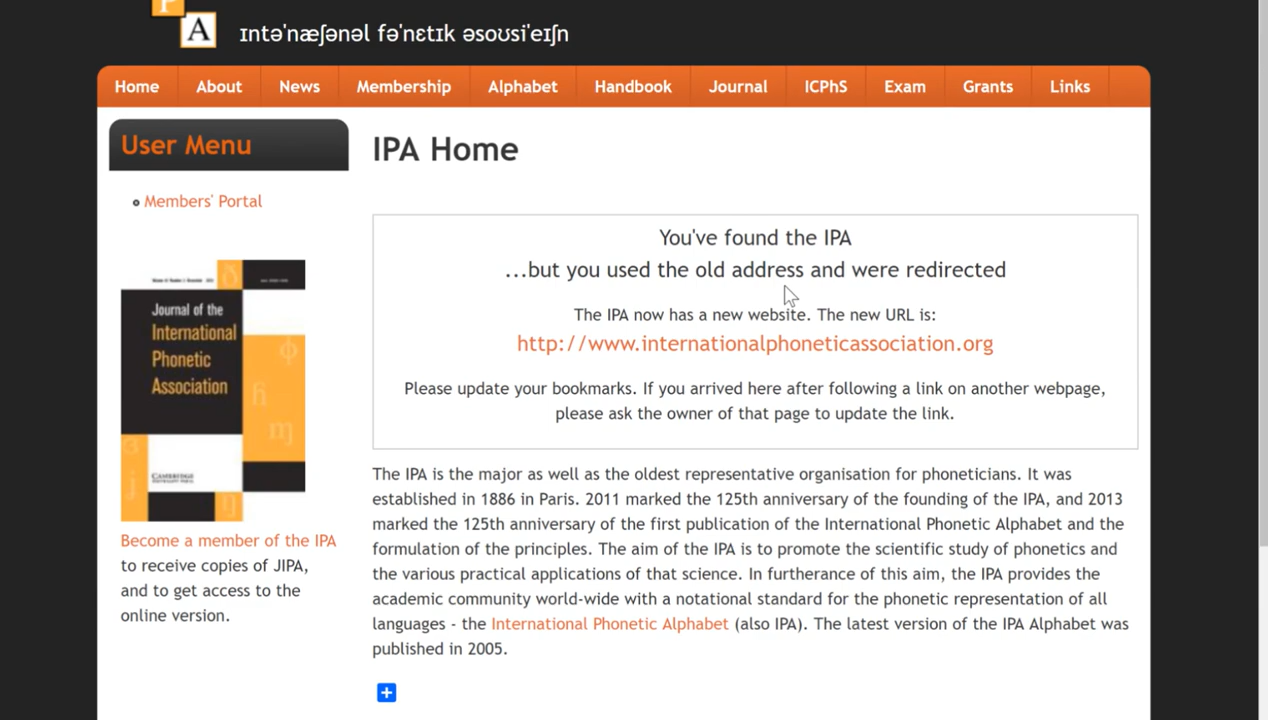 P
A
ɪntəˈnæʃənəl fəˈnɛtɪk əsoʊsiˈeɪʃn
Home About News Membership Alphabet Handbook Journal ICPhS Exam Grants Links
User Menu
Members' Portal
Journal of the
International
Phonetic
Association
CAMBRIDGE
UNIVERSITY PRESS
Become a member of the IPA
to receive copies of JIPA,
and to get access to the
online version.
IPA Home
You've found the IPA
...but you used the old address and were redirected
The IPA now has a new website. The new URL is:
http://www.internationalphoneticassociation.org
Please update your bookmarks. If you arrived here after following a link on another webpage,
please ask the owner of that page to update the link.
The IPA is the major as well as the oldest representative organisation for phoneticians. It was
established in 1886 in Paris. 2011 marked the 125th anniversary of the founding of the IPA, and 2013
marked the 125th anniversary of the first publication of the International Phonetic Alphabet and the
formulation of the principles. The aim of the IPA is to promote the scientific study of phonetics and
the various practical applications of that science. In furtherance of this aim, the IPA provides the
academic community world-wide with a notational standard for the phonetic representation of all
languages - the International Phonetic Alphabet (also IPA). The latest version of the IPA Alphabet was
published in 2005.